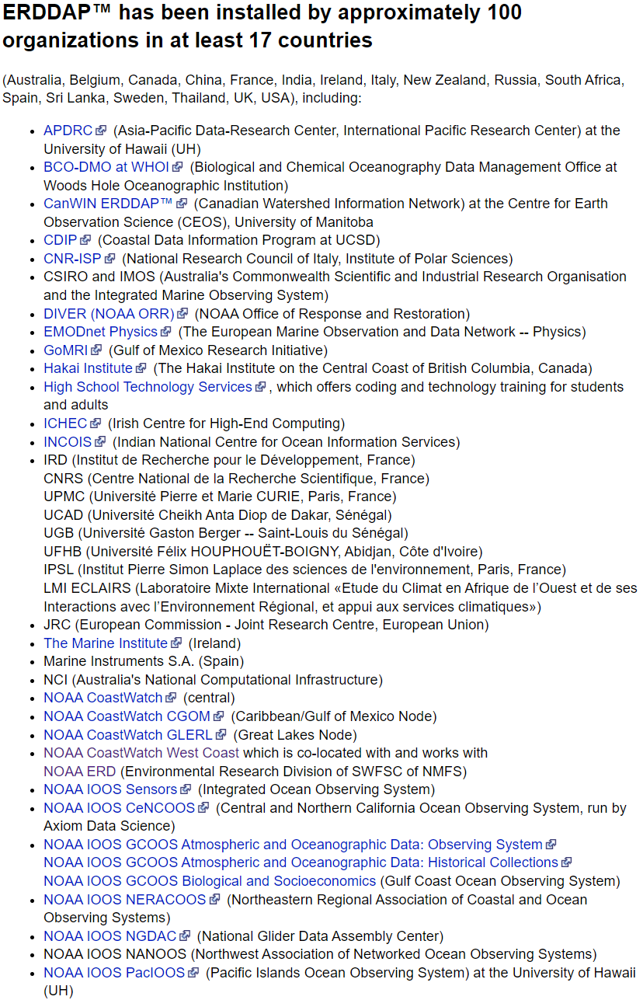 ERDDAP™ has been installed by approximately 100
organizations in at least 17 countries
(Australia, Belgium, Canada, China, France, India, Ireland, Italy, New Zealand, Russia, South Africa,
Spain, Sri Lanka, Sweden, Thailand, UK, USA), including:
• APDRC (Asia-Pacific Data-Research Center, International Pacific Research Center) at the
University of Hawaii (UH)
• BCO-DMO at WHOI (Biological and Chemical Oceanography Data Management Office at
Woods Hole Oceanographic Institution)
• CanWIN ERDDAP™ (Canadian Watershed Information Network) at the Centre for Earth
Observation Science (CEOS), University of Manitoba
• CDIP (Coastal Data Information Program at UCSD)
• CNR-ISP (National Research Council of Italy, Institute of Polar Sciences)
• CSIRO and IMOS (Australia's Commonwealth Scientific and Industrial Research Organisation
and the Integrated Marine Observing System)
• DIVER (NOAA ORR) (NOAA Office of Response and Restoration)
• EMODnet Physics (The European Marine Observation and Data Network -- Physics)
• GoMRI (Gulf of Mexico Research Initiative)
• Hakai Institute (The Hakai Institute on the Central Coast of British Columbia, Canada)
• High School Technology Services , which offers coding and technology training for students
and adults
• ICHEC (Irish Centre for High-End Computing)
• INCOIS (Indian National Centre for Ocean Information Services)
• IRD (Institut de Recherche pour le Développement, France)
CNRS (Centre National de la Recherche Scientifique, France)
UPMC (Université Pierre et Marie CURIE, Paris, France)
UCAD (Université Cheikh Anta Diop de Dakar, Sénégal)
UGB (Université Gaston Berger -- Saint-Louis du Sénégal)
UFHB (Université Félix HOUPHOUËT-BOIGNY, Abidjan, Côte d'Ivoire)
IPSL (Institut Pierre Simon Laplace des sciences de l'environnement, Paris, France)
LMI ECLAIRS (Laboratoire Mixte International «Etude du Climat en Afrique de l’Ouest et de ses
Interactions avec l’Environnement Régional, et appui aux services climatiques»)
• JRC (European Commission - Joint Research Centre, European Union)
• The Marine Institute (Ireland)
• Marine Instruments S.A. (Spain)
• NCI (Australia's National Computational Infrastructure)
• NOAA CoastWatch (central)
• NOAA CoastWatch CGOM (Caribbean/Gulf of Mexico Node)
• NOAA CoastWatch GLERL (Great Lakes Node)
• NOAA CoastWatch West Coast which is co-located with and works with
NOAA ERD (Environmental Research Division of SWFSC of NMFS)
• NOAA IOOS Sensors (Integrated Ocean Observing System)
• NOAA IOOS CeNCOOS (Central and Northern California Ocean Observing System, run by
Axiom Data Science)
• NOAA IOOS GCOOS Atmospheric and Oceanographic Data: Observing System
NOAA IOOS GCOOS Atmospheric and Oceanographic Data: Historical Collections
NOAA IOOS GCOOS Biological and Socioeconomics (Gulf Coast Ocean Observing System)
• NOAA IOOS NERACOOS (Northeastern Regional Association of Coastal and Ocean
Observing Systems)
• NOAA IOOS NGDAC (National Glider Data Assembly Center)
• NOAA IOOS NANOOS (Northwest Association of Networked Ocean Observing Systems)
• NOAA IOOS PacIOOS (Pacific Islands Ocean Observing System) at the University of Hawaii
(UH)